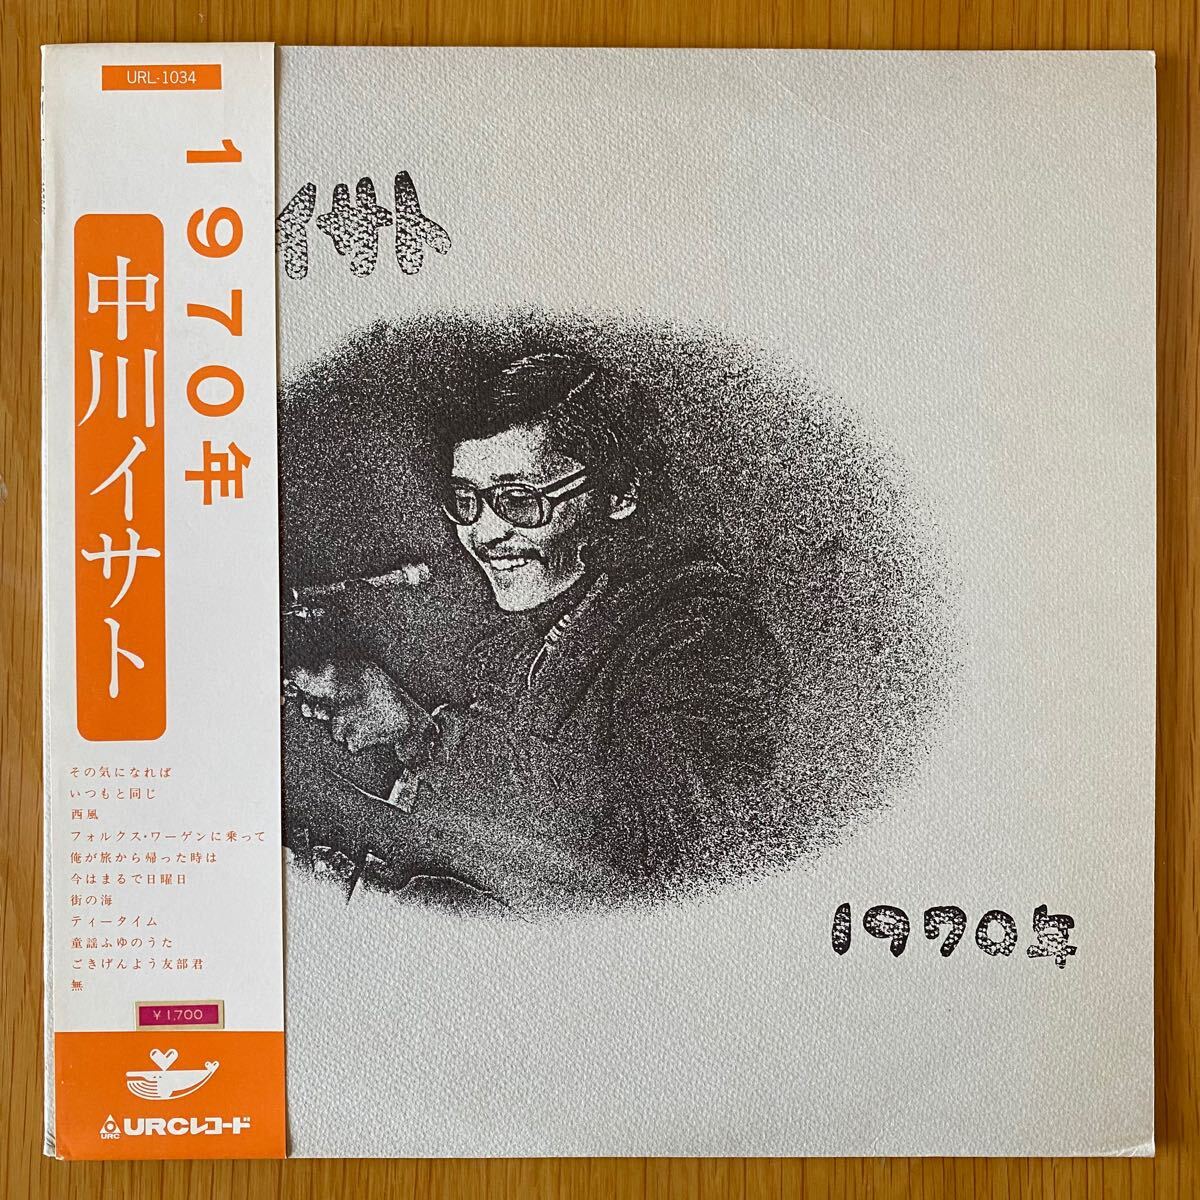 URL-1034
1970年
中川イサト
その気になれば
いつもと同じ
西風
フォルクス・ワーゲンに乗って
俺が旅から帰った時は
今はまるで日曜日
街の海
ティータイム
童謡ふゆのうた
ごきげんよう友部君
無
¥1,700
URC
URCレコード
イサト
1970年